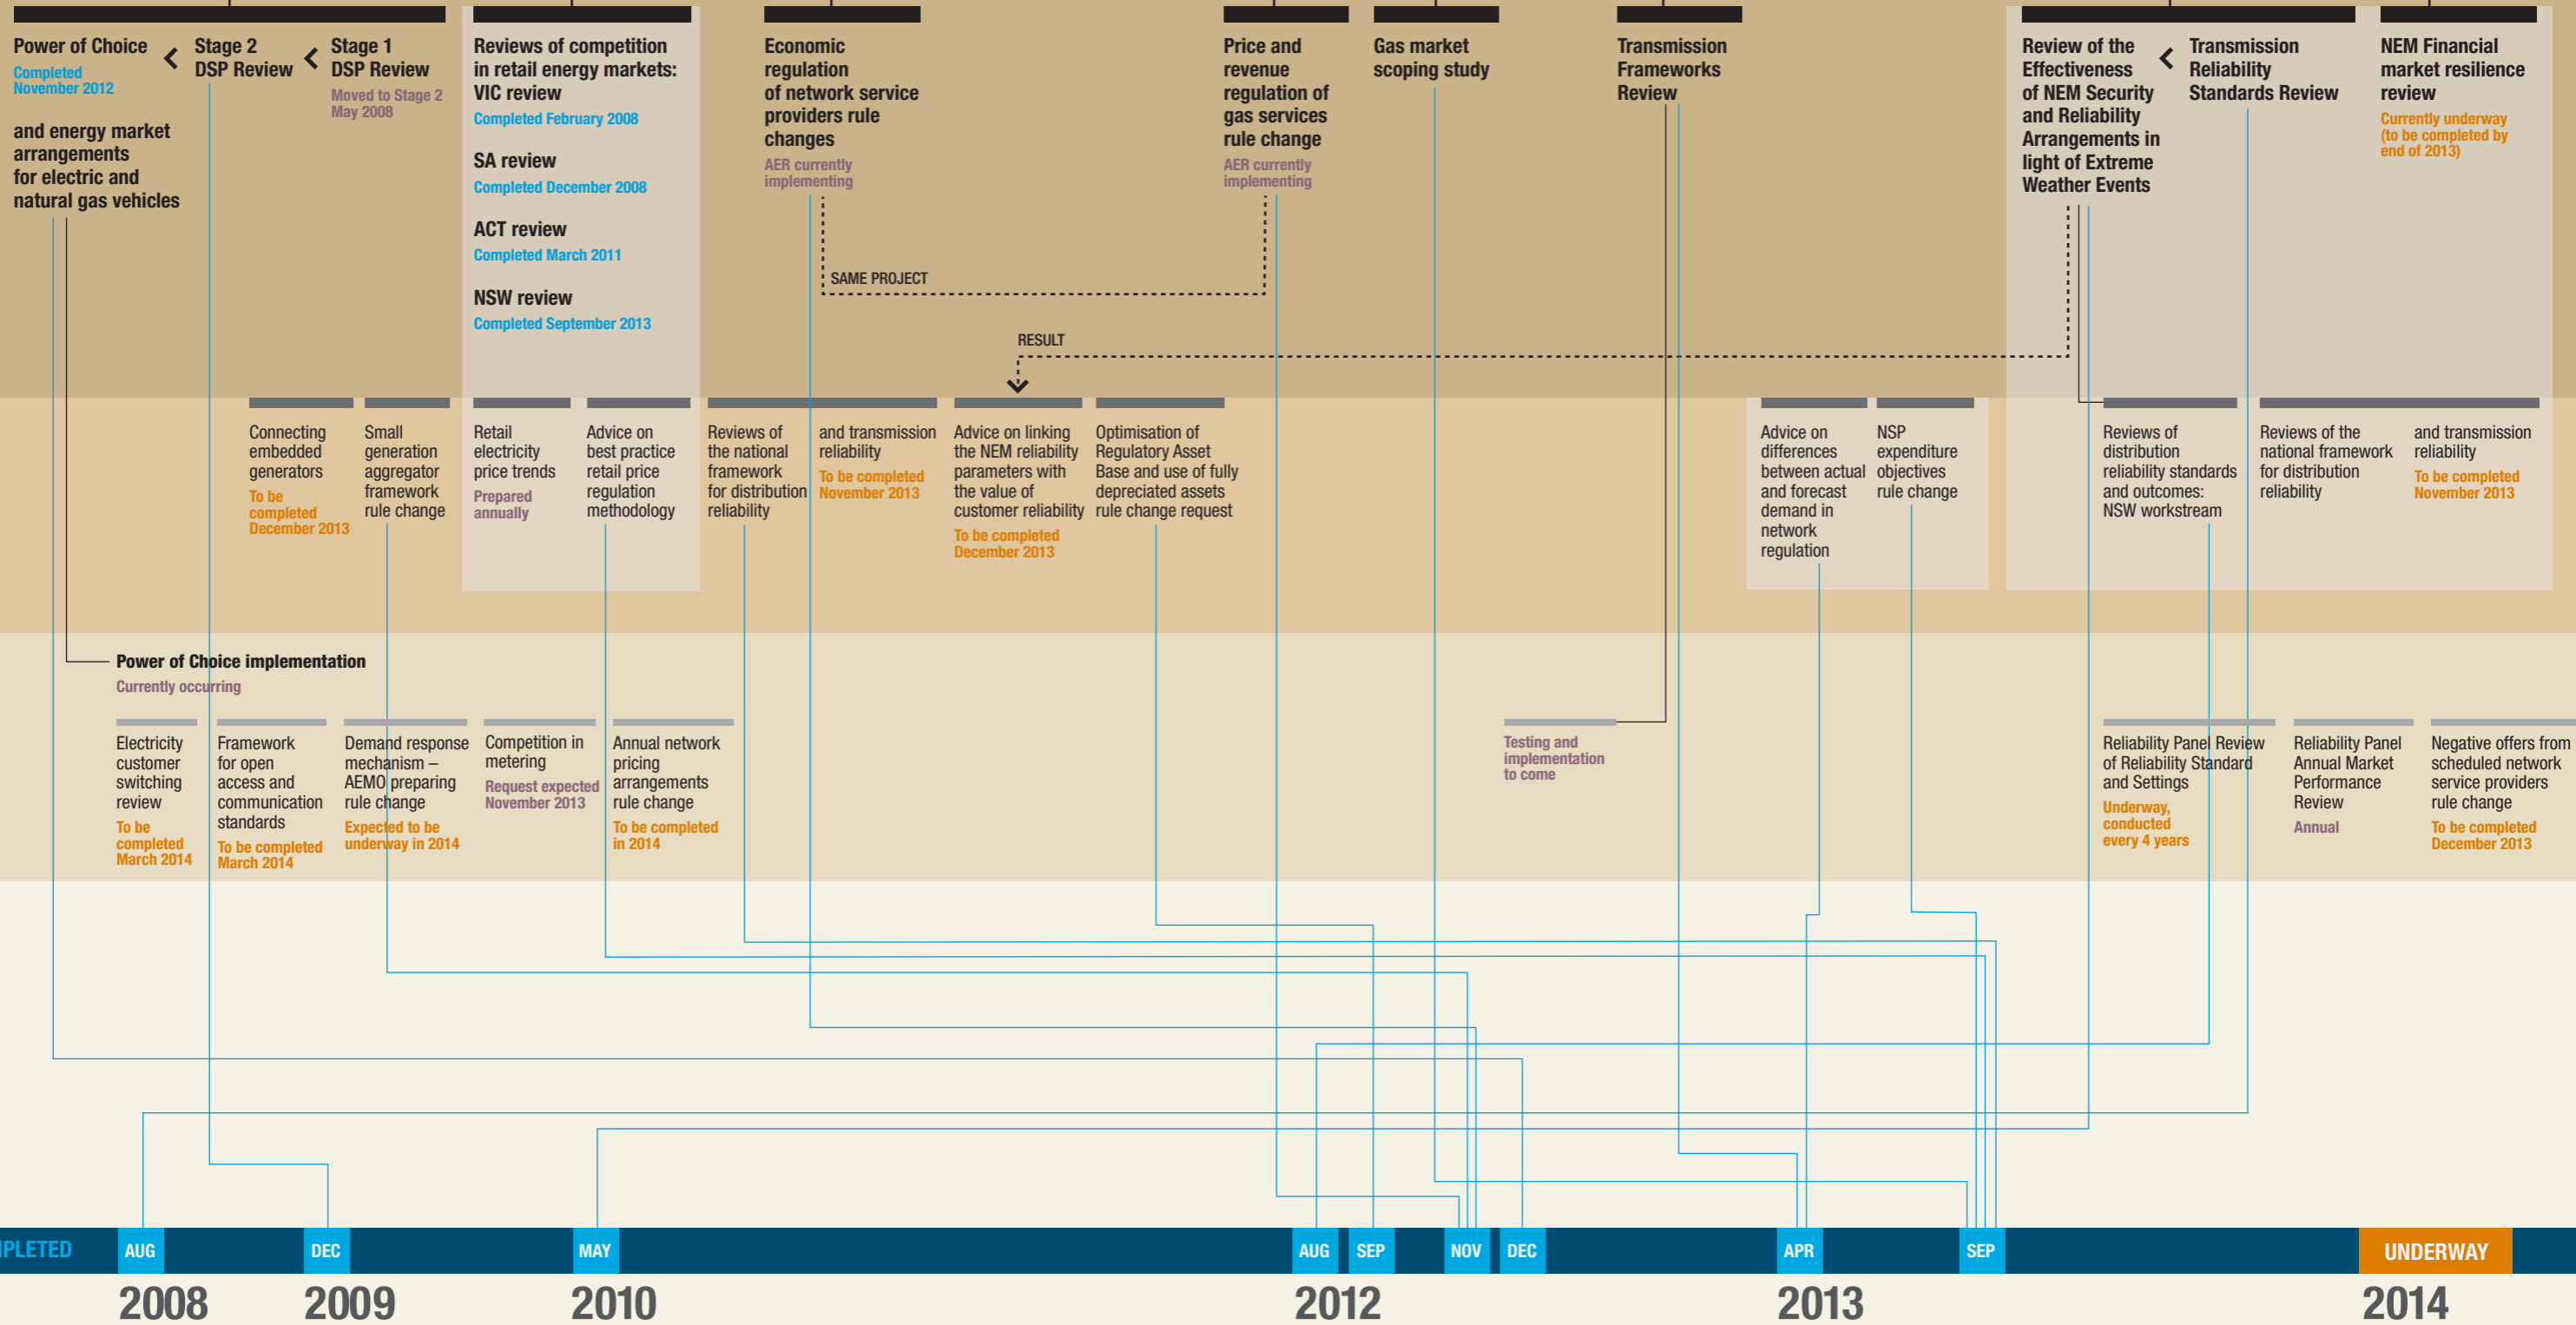 Power of Choice
Completed
November 2012
and energy market
arrangements
for electric and
natural gas vehicles
Stage 2
DSP Review
Stage 1
DSP Review
Moved to Stage 2
May 2008
Reviews of competition
in retail energy markets:
VIC review
Completed February 2008
SA review
Completed December 2008
ACT review
Completed March 2011
NSW review
Completed September 2013
Economic
regulation
of network service
providers rule
changes
AER currently
implementing
SAME PROJECT
RESULT
Price and
revenue
regulation of
gas services
rule change
AER currently
implementing
Gas market
scoping study
Transmission
Frameworks
Review
Review of the
Effectiveness
of NEM Security
and Reliability
Arrangements in
light of Extreme
Weather Events
Transmission
Reliability
Standards Review
NEM Financial
market resilience
review
Currently underway
(to be completed by
end of 2013)
Connecting
embedded
generators
To be
completed
December 2013
Small
generation
aggregator
framework
rule change
Retail
electricity
price trends
Prepared
annually
Advice on
best practice
retail price
regulation
methodology
Reviews of
the national
framework
for distribution
reliability
and transmission
reliability
To be completed
November 2013
Advice on linking
the NEM reliability
parameters with
the value of
customer reliability
To be completed
December 2013
Optimisation of
Regulatory Asset
Base and use of fully
depreciated assets
rule change request
Advice on
differences
between actual
and forecast
demand in
network
regulation
NSP
expenditure
objectives
rule change
Reviews of
distribution
reliability standards
and outcomes:
NSW workstream
Reviews of the
national framework
for distribution
reliability
and transmission
reliability
To be completed
November 2013
Power of Choice implementation
Currently occurring
Electricity
customer
switching
review
To be
completed
March 2014
Framework
for open
access and
communication
standards
To be completed
March 2014
Demand response
mechanism –
AEMO preparing
rule change
Expected to be
underway in 2014
Competition in
metering
Request expected
November 2013
Annual network
pricing
arrangements
rule change
To be completed
in 2014
Testing and
implementation
to come
Reliability Panel Review
of Reliability Standard
and Settings
Underway,
conducted
every 4 years
Reliability Panel
Annual Market
Performance
Review
Annual
Negative offers from
scheduled network
service providers
rule change
To be completed
December 2013
MPLETED
AUG
DEC
MAY
AUG
SEP
NOV
DEC
APR
SEP
UNDERWAY
2008
2009
2010
2012
2013
2014